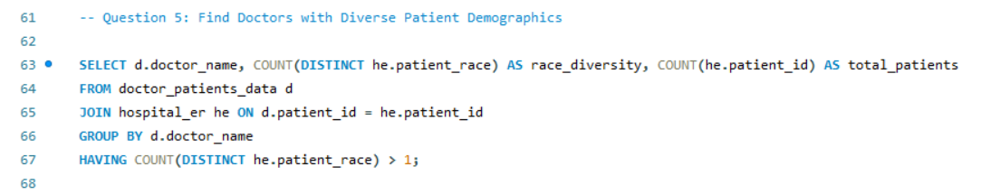 61 -- Question 5: Find Doctors with Diverse Patient Demographics
62
63 SELECT d.doctor_name, COUNT(DISTINCT he.patient_race) AS race_diversity, COUNT(he.patient_id) AS total_patients
64 FROM doctor_patients_data d
65 JOIN hospital_er he ON d.patient_id = he.patient_id
66 GROUP BY d.doctor_name
67 HAVING COUNT(DISTINCT he.patient_race) > 1;
68